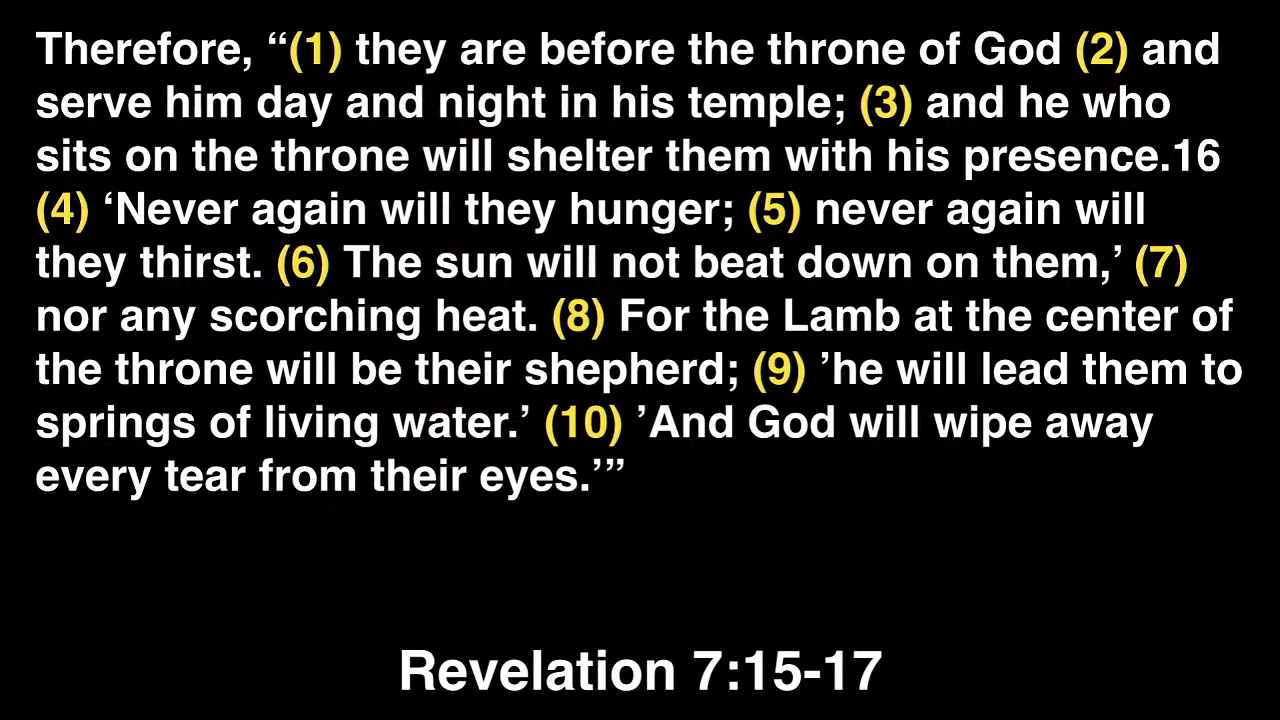 Therefore, “(1) they are before the throne of God (2) and
serve him day and night in his temple; (3) and he who
sits on the throne will shelter them with his presence.16
(4) ‘Never again will they hunger; (5) never again will
they thirst. (6) The sun will not beat down on them,’ (7)
nor any scorching heat. (8) For the Lamb at the center of
the throne will be their shepherd; (9) ’he will lead them to
springs of living water.’ (10) ’And God will wipe away
every tear from their eyes.’”
Revelation 7:15-17